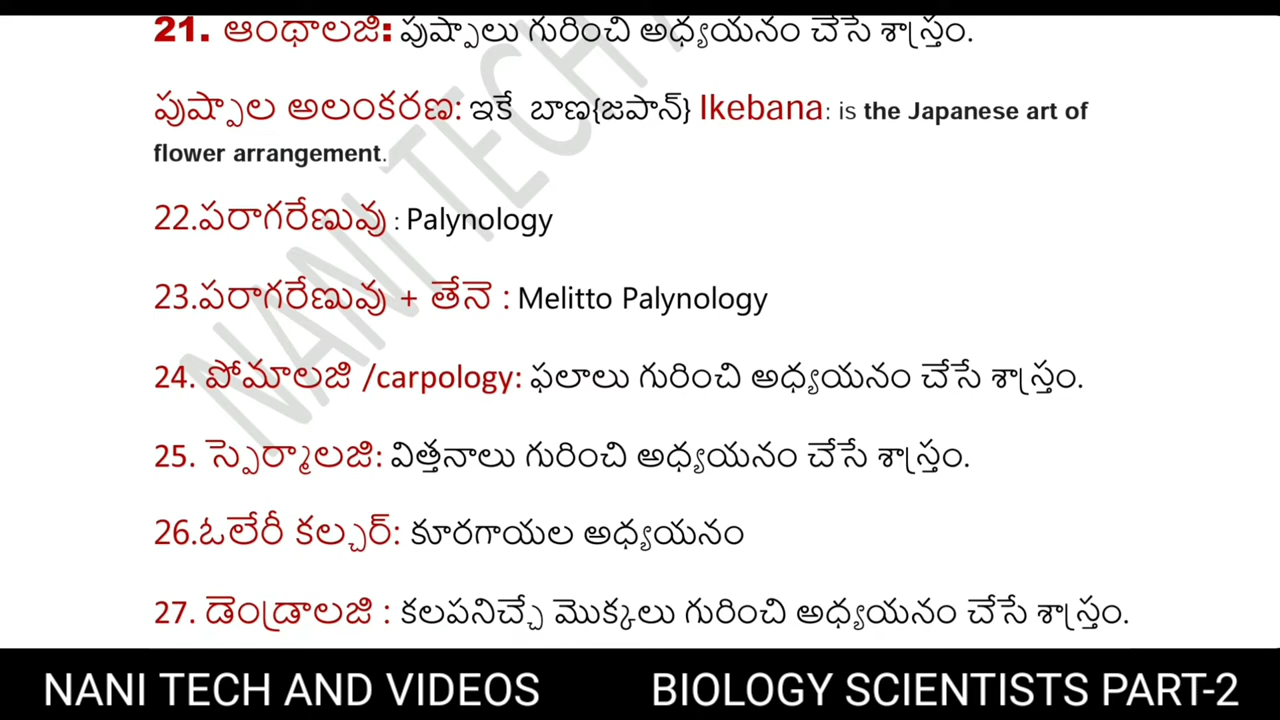 21. ఆంథాలజి: పుష్పాలు గురించి అధ్యయనం చేసే శాస్త్రం.
పుష్పాల అలంకరణ: ఇకే బాణ{జపాన్} Ikebana: is the Japanese art of
flower arrangement.
22.పరాగరేణువు : Palynology
23.పరాగరేణువు + తేనె : Melitto Palynology
24. పోమాలజి /carpology: ఫలాలు గురించి అధ్యయనం చేసే శాస్త్రం.
25. స్పెర్మాలజి: విత్తనాలు గురించి అధ్యయనం చేసే శాస్త్రం.
26.ఓలేరీ కల్చర్: కూరగాయల అధ్యయనం
27. డెండ్రాలజి : కలపనిచ్చే మొక్కలు గురించి అధ్యయనం చేసే శాస్త్రం.
NANI TECH
NANI TECH AND VIDEOS BIOLOGY SCIENTISTS PART-2